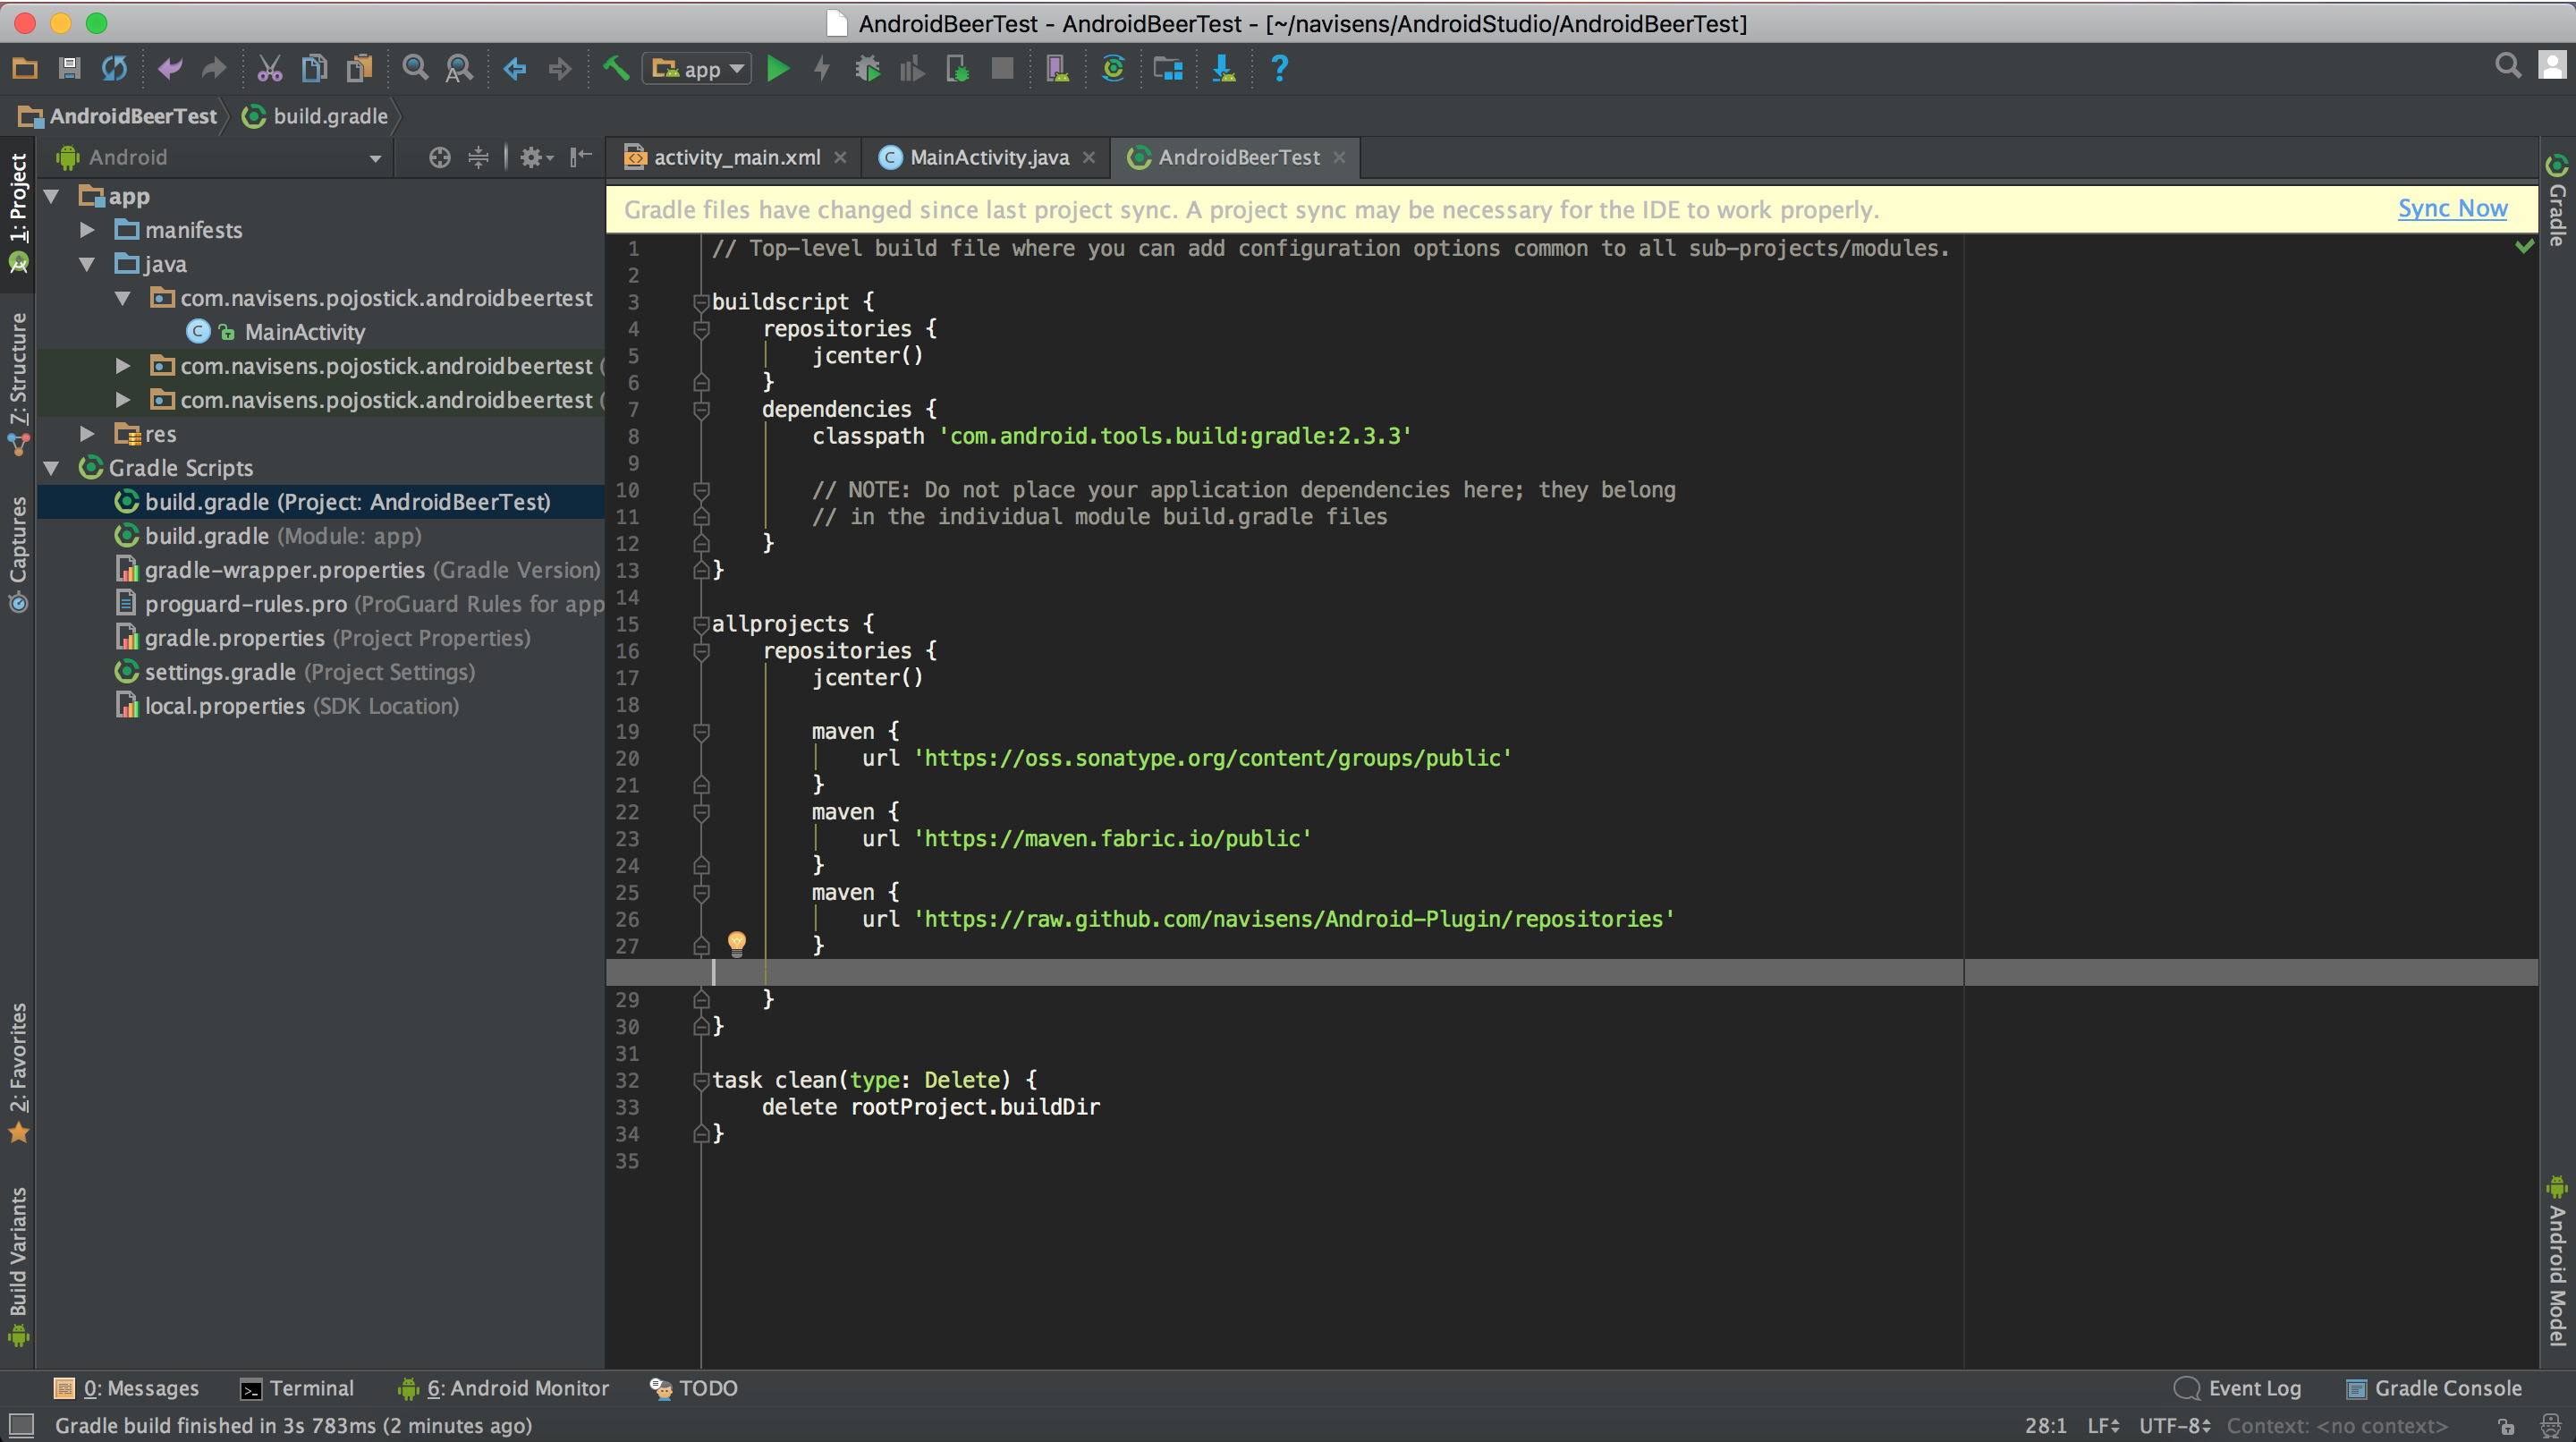 AndroidBeerTest - AndroidBeerTest - [~/navisens/AndroidStudio/AndroidBeerTest]
app
AndroidBeerTest
build.gradle
1: Project
Z: Structure
Captures
2: Favorites
Build Variants
Android
app
manifests
java
com.navisens.pojostick.androidbeertest
MainActivity
com.navisens.pojostick.androidbeertest (
com.navisens.pojostick.androidbeertest (
res
Gradle Scripts
build.gradle (Project: AndroidBeerTest)
build.gradle (Module: app)
gradle-wrapper.properties (Gradle Version)
proguard-rules.pro (ProGuard Rules for app
gradle.properties (Project Properties)
settings.gradle (Project Settings)
local.properties (SDK Location)
activity_main.xml
MainActivity.java
AndroidBeerTest
Gradle files have changed since last project sync. A project sync may be necessary for the IDE to work properly.
Sync Now
1 // Top-level build file where you can add configuration options common to all sub-projects/modules.
2
3 buildscript {
4     repositories {
5         jcenter()
6     }
7     dependencies {
8         classpath 'com.android.tools.build:gradle:2.3.3'
9
10         // NOTE: Do not place your application dependencies here; they belong
11         // in the individual module build.gradle files
12     }
13 }
14
15 allprojects {
16     repositories {
17         jcenter()
18
19         maven {
20             url 'https://oss.sonatype.org/content/groups/public'
21         }
22         maven {
23             url 'https://maven.fabric.io/public'
24         }
25         maven {
26             url 'https://raw.github.com/navisens/Android-Plugin/repositories'
27         }
29     }
30 }
31
32 task clean(type: Delete) {
33     delete rootProject.buildDir
34 }
35
Gradle
Android Model
0: Messages
Terminal
6: Android Monitor
TODO
Event Log
Gradle Console
Gradle build finished in 3s 783ms (2 minutes ago)
28:1
LF
UTF-8
Context: <no context>